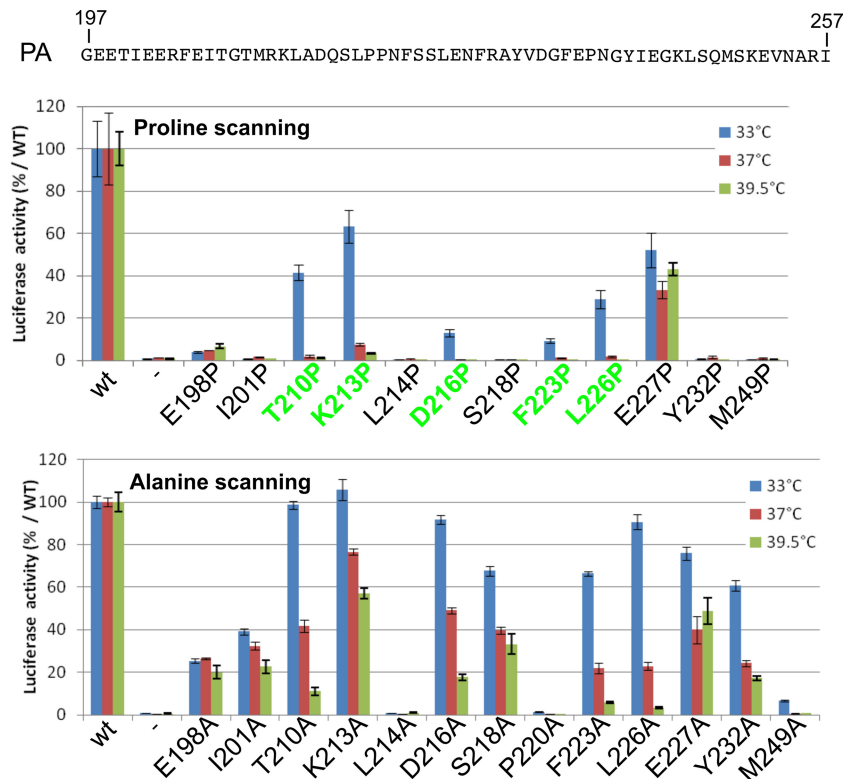 197 257
PA GEETIEERFEITGTMRKLADQSLPPNFSSLENFRAYVDGFEPNGYIEGKLSQMSKEVNARI
Proline scanning
Luciferase activity (% / WT)
120
100
80
60
40
20
0
33°C
37°C
39.5°C
wt - E198P I201P T210P K213P L214P D216P S218P F223P L226P E227P Y232P M249P
Alanine scanning
Luciferase activity (% / WT)
120
100
80
60
40
20
0
33°C
37°C
39.5°C
wt - E198A I201A T210A K213A L214A D216A S218A P220A F223A L226A E227A Y232A M249A